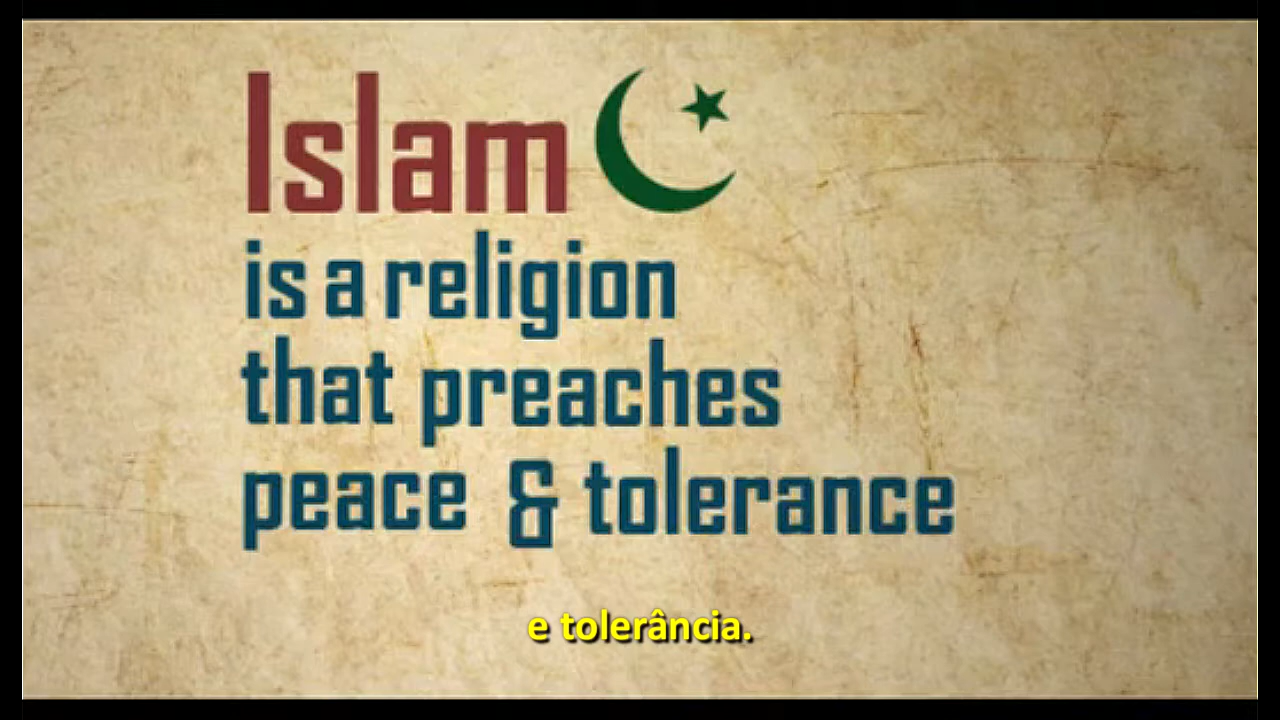 Islam
is a religion
that preaches
peace & tolerance
e tolerância.